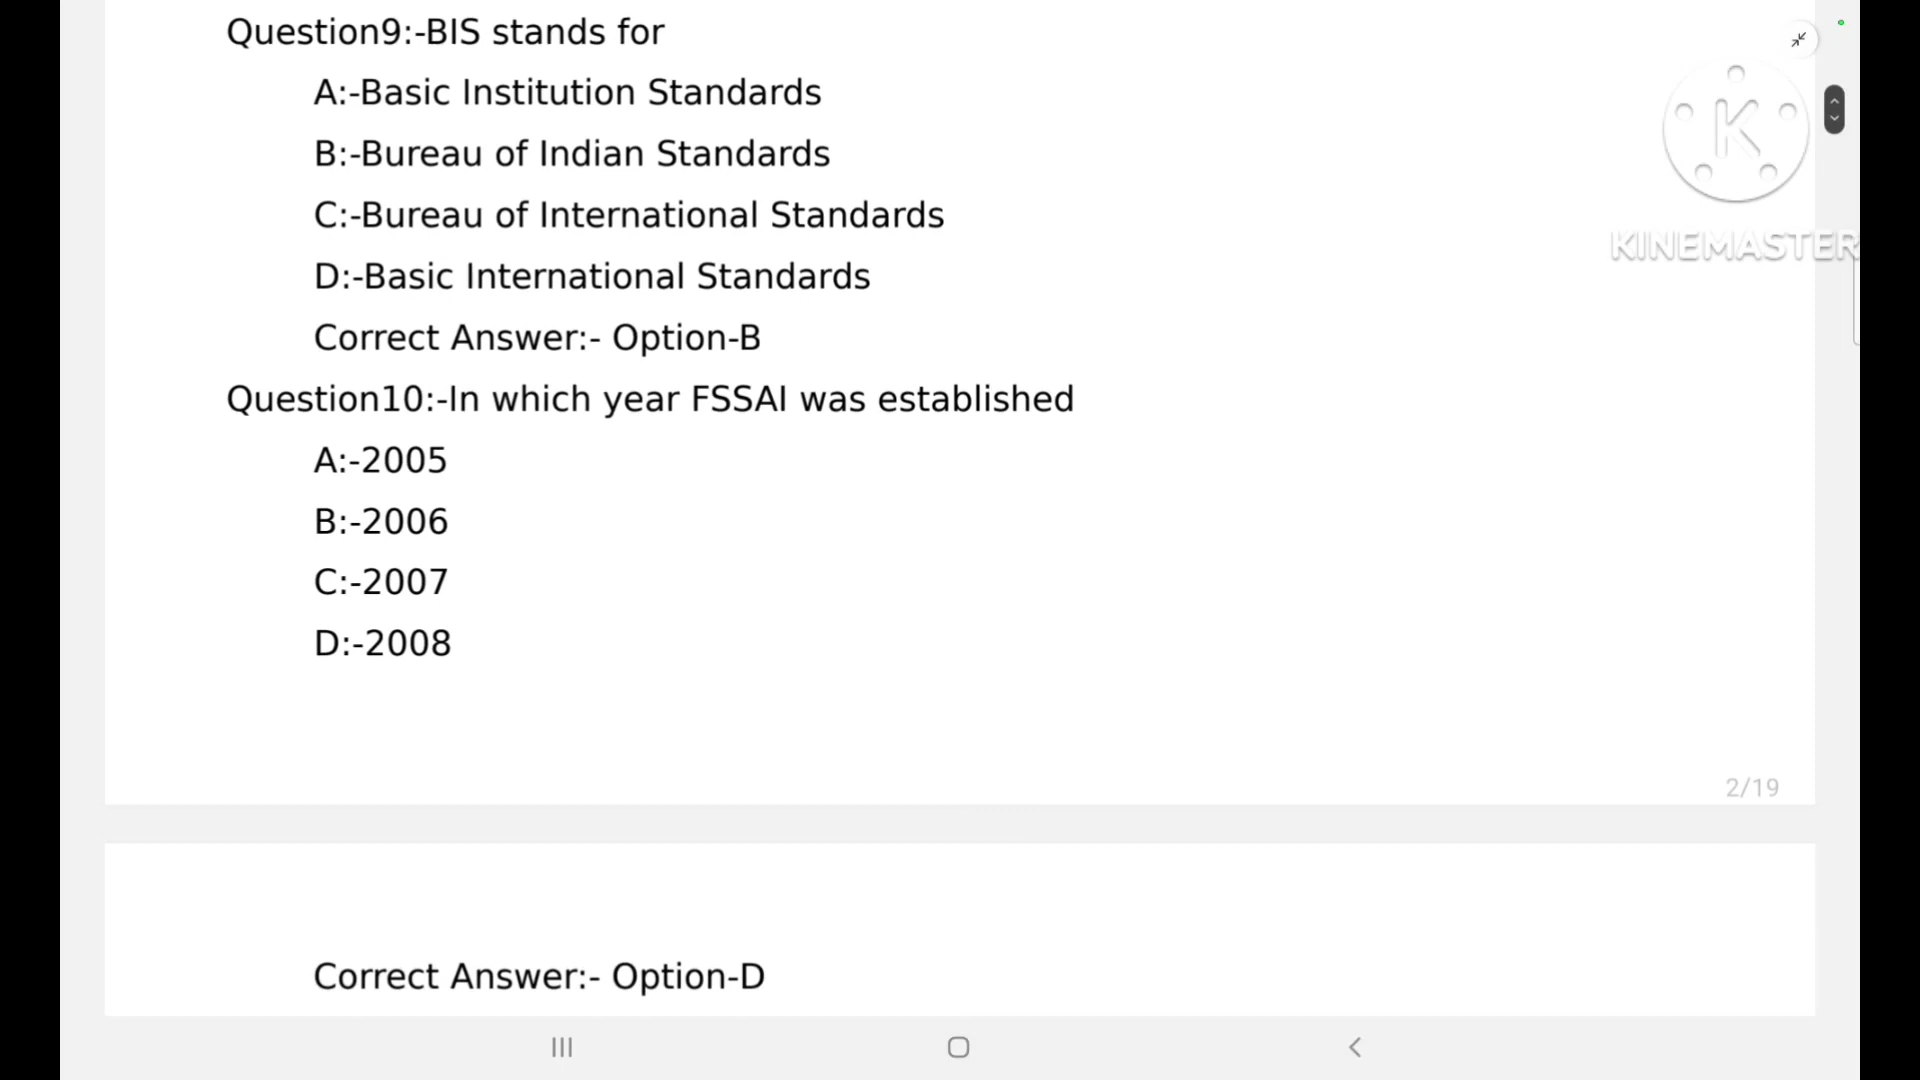 Question9:-BIS stands for
A:-Basic Institution Standards
B:-Bureau of Indian Standards
C:-Bureau of International Standards
D:-Basic International Standards
Correct Answer:- Option-B
Question10:-In which year FSSAI was established
A:-2005
B:-2006
C:-2007
D:-2008
2/19
Correct Answer:- Option-D
K
KINEMASTER